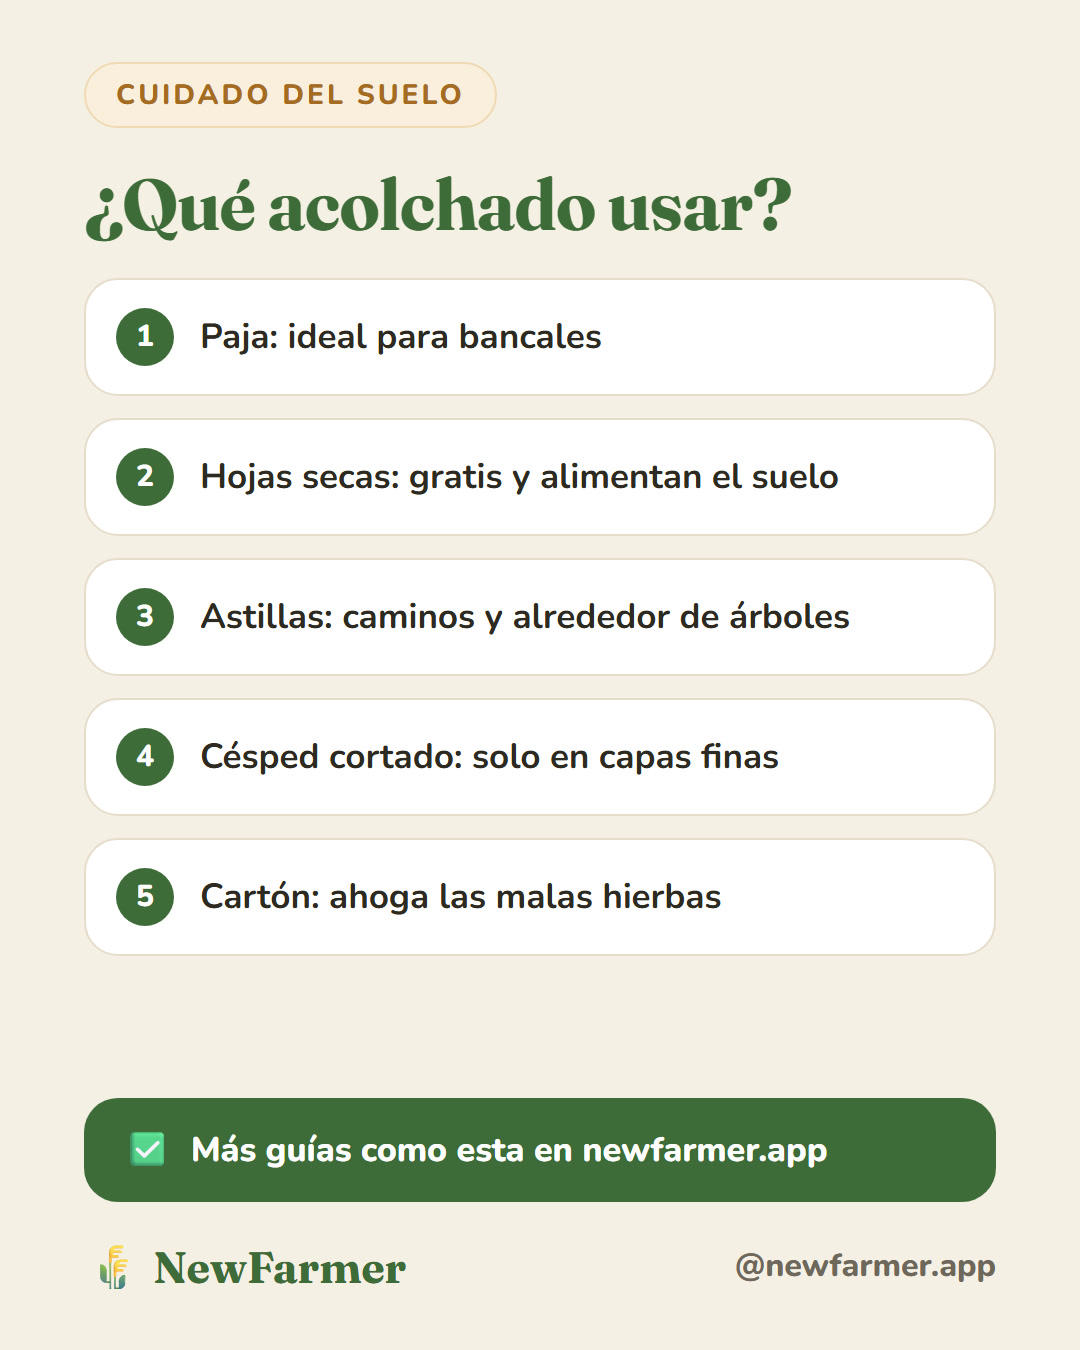 CUIDADO DEL SUELO
¿Qué acolchado usar?
1 Paja: ideal para bancales
2 Hojas secas: gratis y alimentan el suelo
3 Astillas: caminos y alrededor de árboles
4 Césped cortado: solo en capas finas
5 Cartón: ahoga las malas hierbas
Más guías como esta en newfarmer.app
NewFarmer
@newfarmer.app